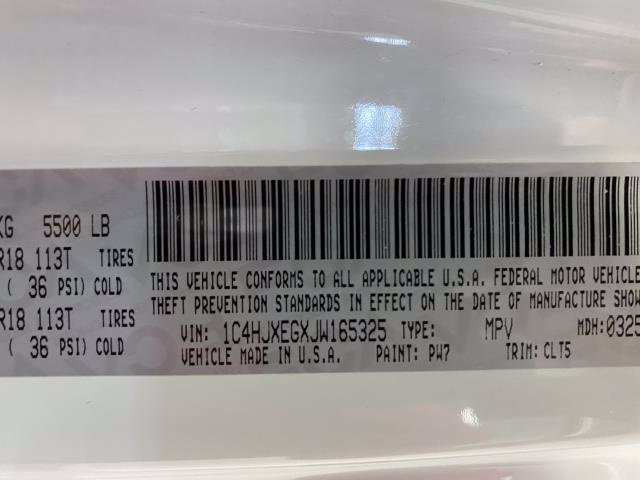 KG 5500 LB
R18 113T TIRES
( 36 PSI) COLD
R18 113T TIRES
( 36 PSI) COLD
THIS VEHICLE CONFORMS TO ALL APPLICABLE U.S.A. FEDERAL MOTOR VEHICLE
THEFT PREVENTION STANDARDS IN EFFECT ON THE DATE OF MANUFACTURE SHOW
VIN: 1C4HJXEGXJW165325 TYPE: MPV MDH: 0325
VEHICLE MADE IN U.S.A. PAINT: PW7 TRIM: CLT5